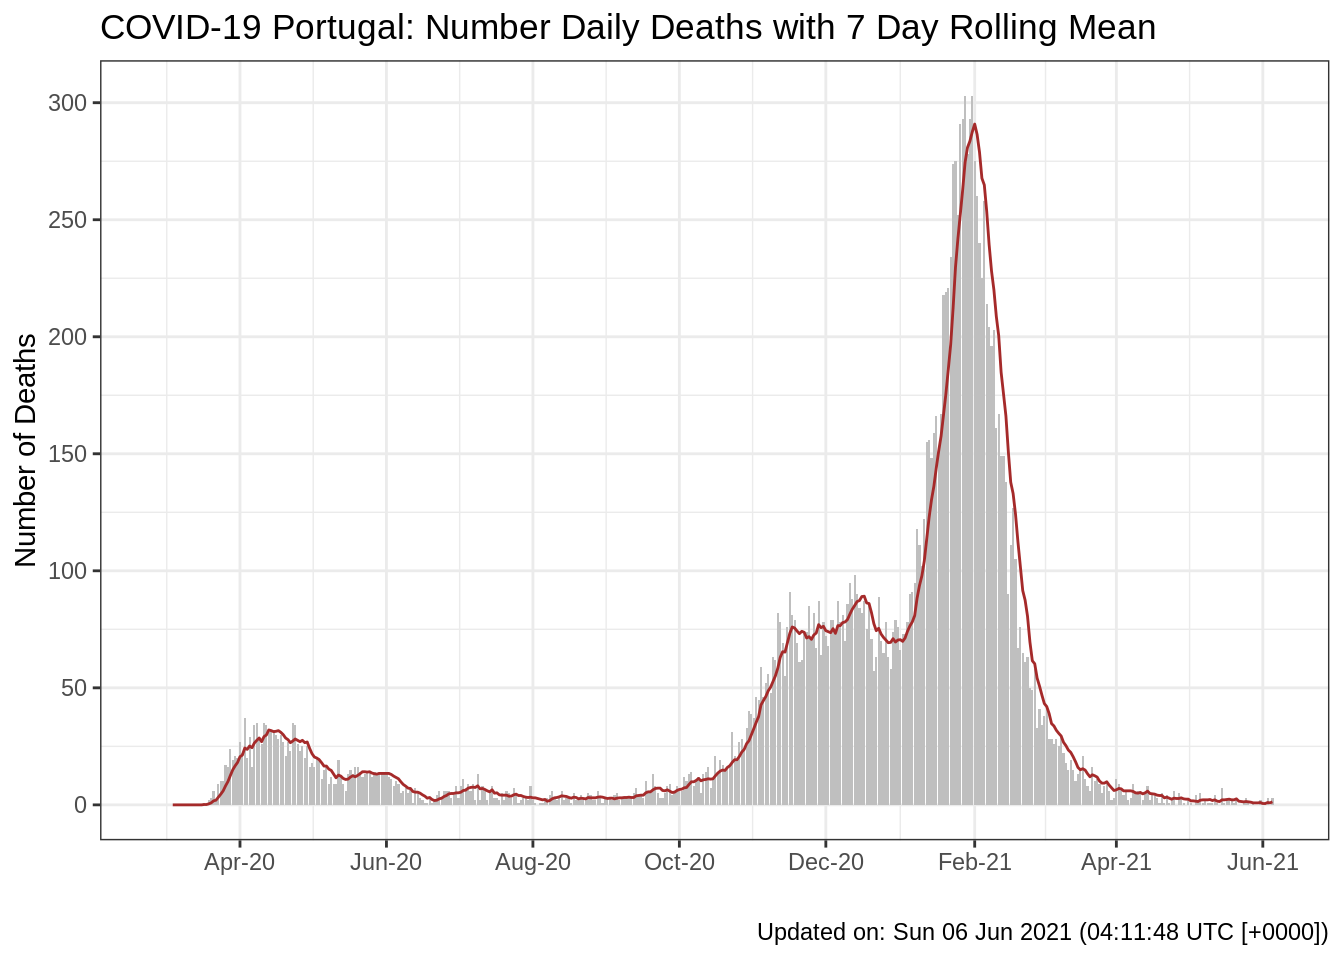 COVID-19 Portugal: Number Daily Deaths with 7 Day Rolling Mean
Number of Deaths
300
250
200
150
100
50
0
Apr-20 Jun-20 Aug-20 Oct-20 Dec-20 Feb-21 Apr-21 Jun-21
Updated on: Sun 06 Jun 2021 (04:11:48 UTC [+0000])